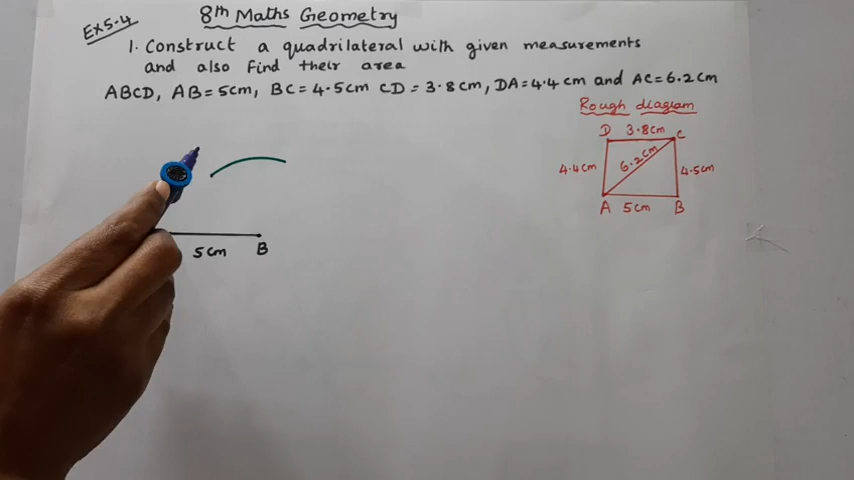 8th Maths Geometry
Ex 5.4
1. Construct a quadrilateral with given measurements
and also Find their area
ABCD, AB = 5cm, BC = 4.5cm CD = 3.8cm, DA = 4.4cm and AC = 6.2cm
Rough diagram
D 3.8cm C
4.4cm 6.2cm 4.5cm
A 5cm B
5cm B